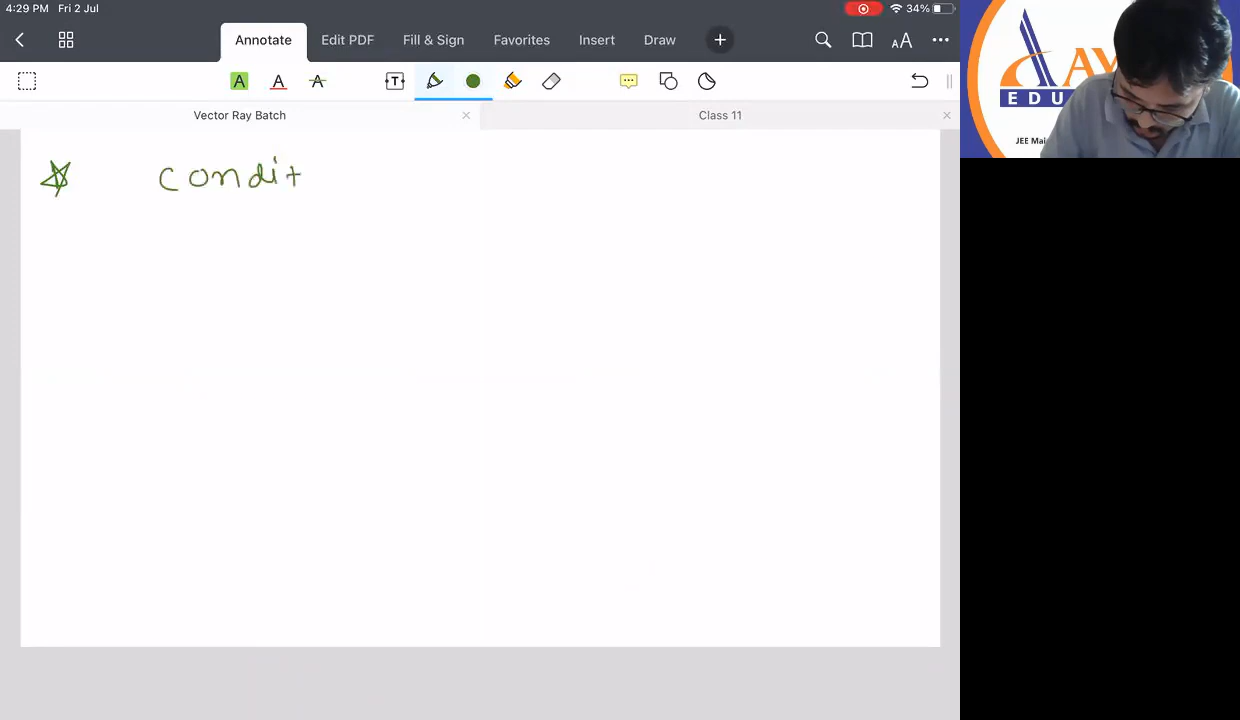 4:29 PM Fri 2 Jul 34%
Annotate Edit PDF Fill & Sign Favorites Insert Draw
A A A T
Vector Ray Batch Class 11
condit
AY
EDU
JEE Mai